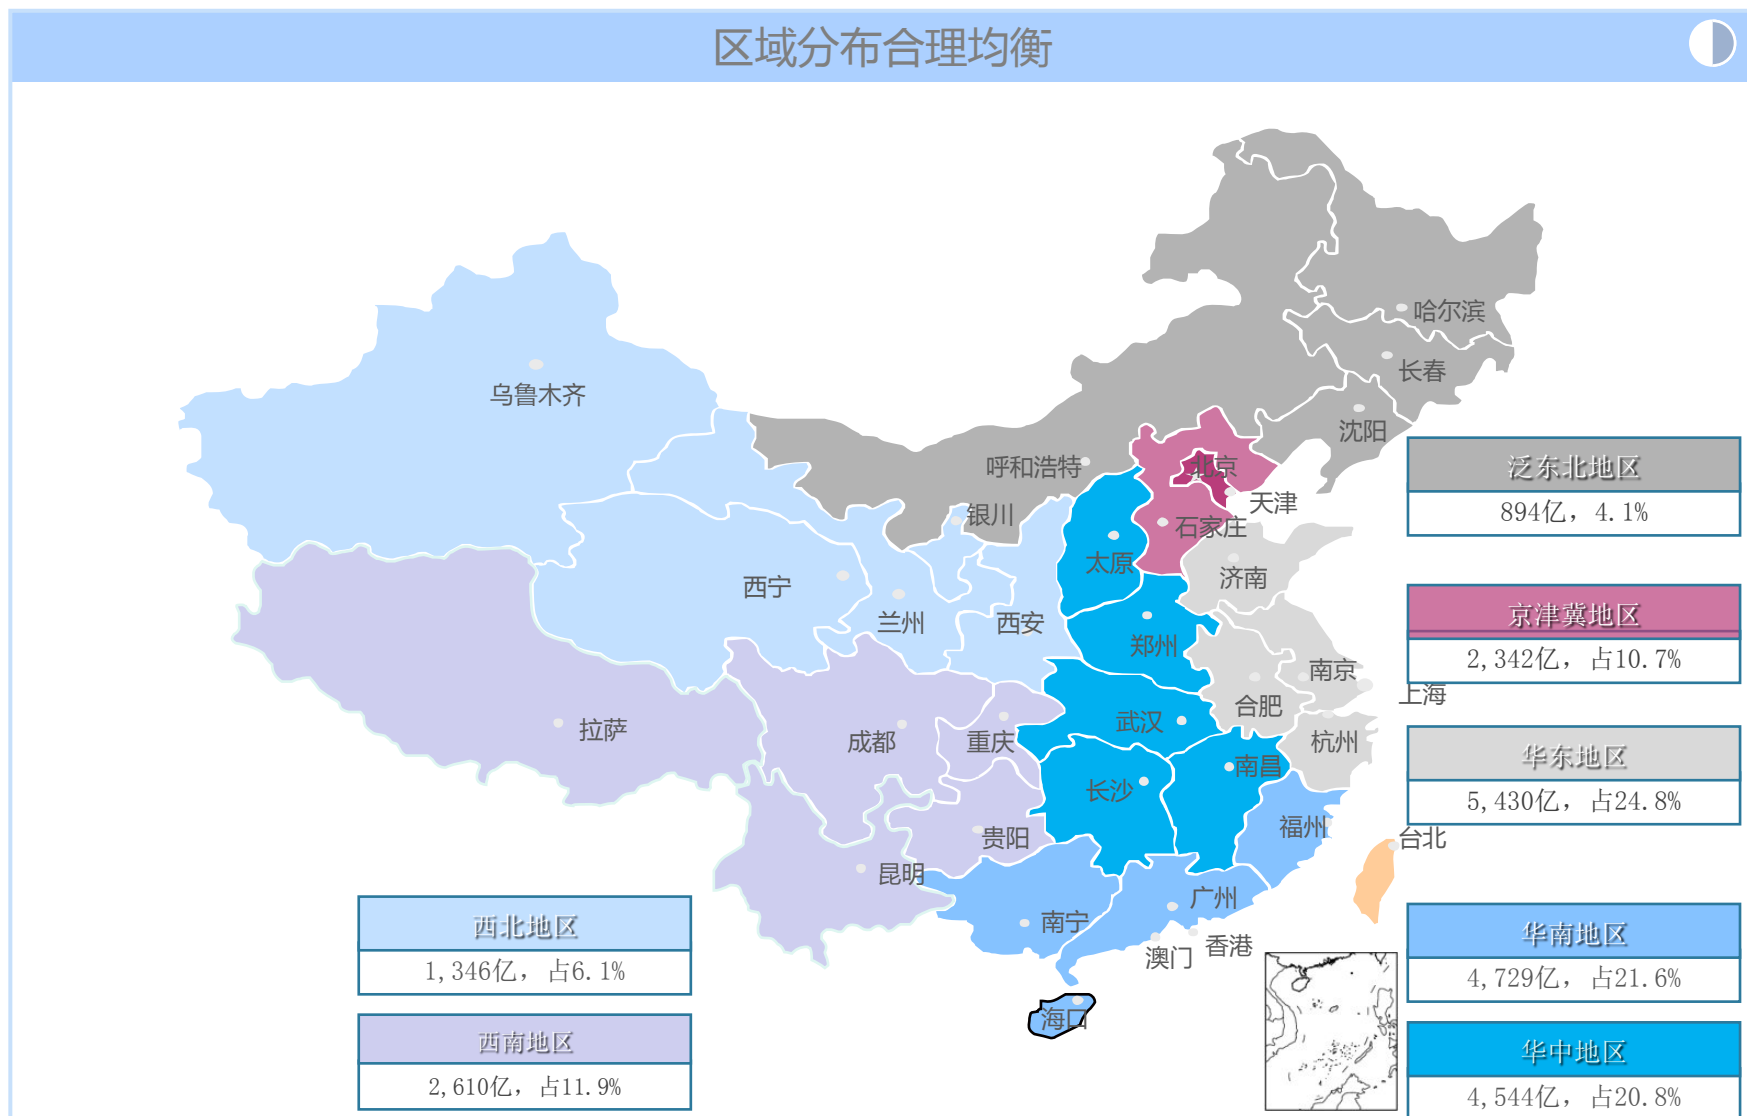 区域分布合理均衡
哈尔滨
长春
乌鲁木齐
沈阳
呼和浩特
北京
天津
银川
石家庄
太原
济南
西宁
兰州
西安
郑州
南京
上海
合肥
拉萨
成都
重庆
武汉
杭州
南昌
长沙
福州
贵阳
台北
昆明
广州
南宁
香港
澳门
海口
泛东北地区
894亿，4.1%
京津冀地区
2,342亿，占10.7%
华东地区
5,430亿，占24.8%
华南地区
4,729亿，占21.6%
华中地区
4,544亿，占20.8%
西北地区
1,346亿，占6.1%
西南地区
2,610亿，占11.9%